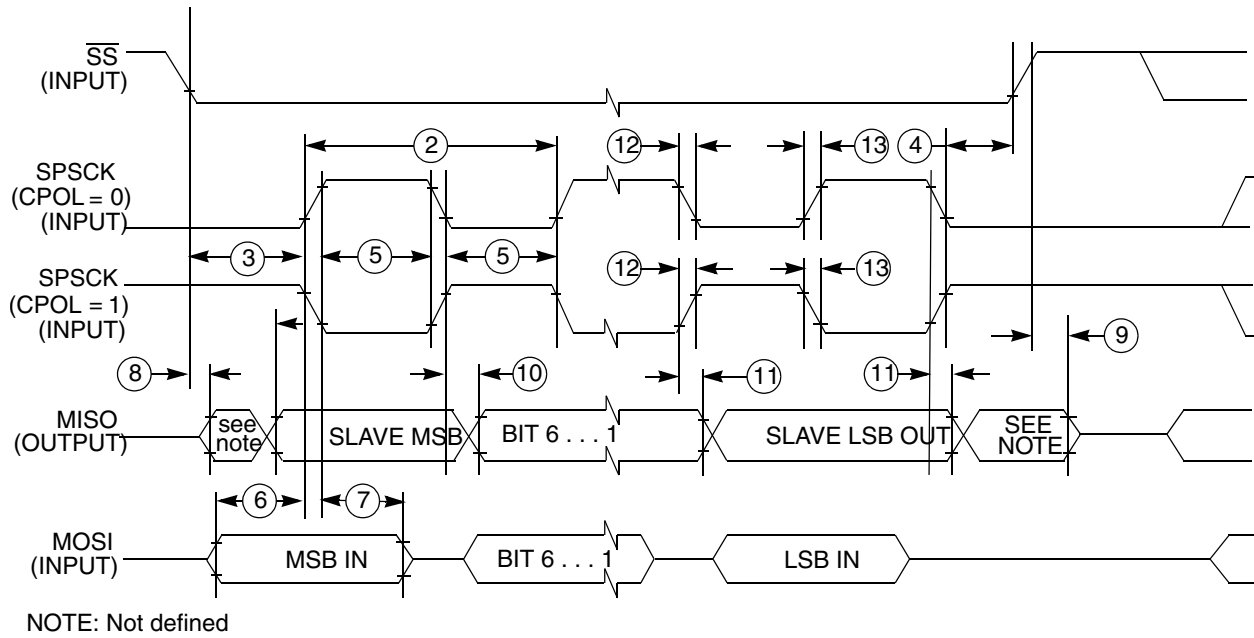 SS
(INPUT)
2
12
13
4
SPSCK
(CPOL = 0)
(INPUT)
3
5
5
SPSCK
(CPOL = 1)
(INPUT)
12
13
9
8
10
11
11
MISO
(OUTPUT)
see
note
SLAVE MSB
BIT 6 . . . 1
SLAVE LSB OUT
SEE
NOTE
6
7
MOSI
(INPUT)
MSB IN
BIT 6 . . . 1
LSB IN
NOTE: Not defined